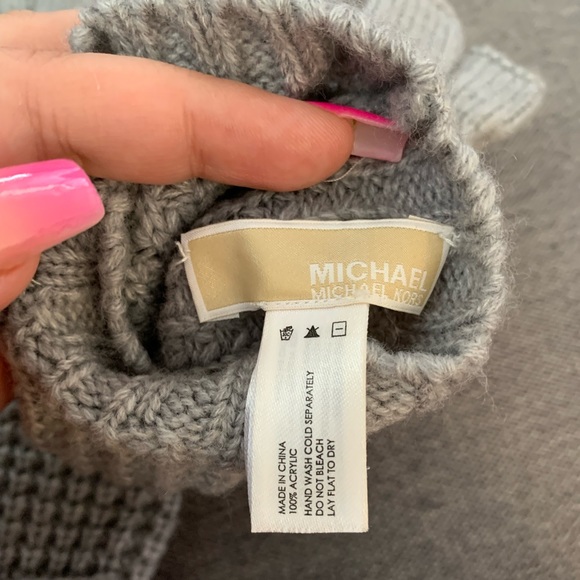 MICHAEL
MICHAEL KORS
MADE IN CHINA
100% ACRYLIC
HAND WASH COLD SEPARATELY
DO NOT BLEACH
LAY FLAT TO DRY